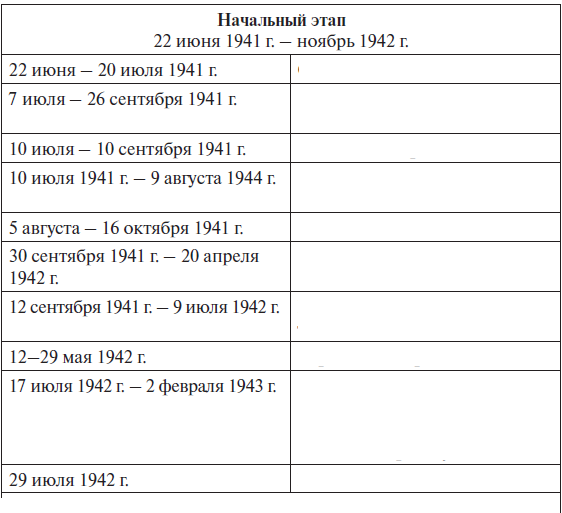 Начальный этап
22 июня 1941 г. – ноябрь 1942 г.
22 июня – 20 июля 1941 г.
7 июля – 26 сентября 1941 г.
10 июля – 10 сентября 1941 г.
10 июля 1941 г. – 9 августа 1944 г.
5 августа – 16 октября 1941 г.
30 сентября 1941 г. – 20 апреля
1942 г.
12 сентября 1941 г. – 9 июля 1942 г.
12–29 мая 1942 г.
17 июля 1942 г. – 2 февраля 1943 г.
29 июля 1942 г.